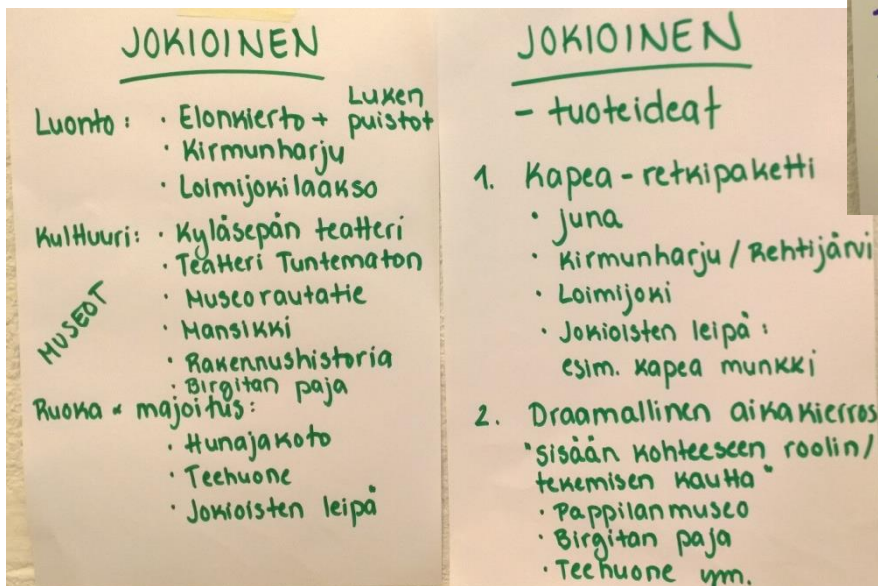 JOKIOINEN
Luonto: · Elonkierto + Luken puistot
· Kirmunharju
· Loimijokilaakso
Kulttuuri: · Kyläsepän teatteri
· Teatteri Tuntematon
· Museorautatie
MUSEOT
· Mansikki
· Rakennushistoria
· Birgitan paja
Ruoka & majoitus:
· Hunajakoto
· Teehuone
· Jokioisten leipä
JOKIOINEN
- tuoteideat
1. Kapea - retkipaketti
· Juna
· Kirmunharju / Rehtijärvi
· Loimijoki
· Jokioisten leipä:
esim. kapea munkki
2. Draamallinen aikakierros
"Sisään kohteeseen roolin/
tekemisen kautta"
· Pappilanmuseo
· Birgitan paja
· Teehuone ym.